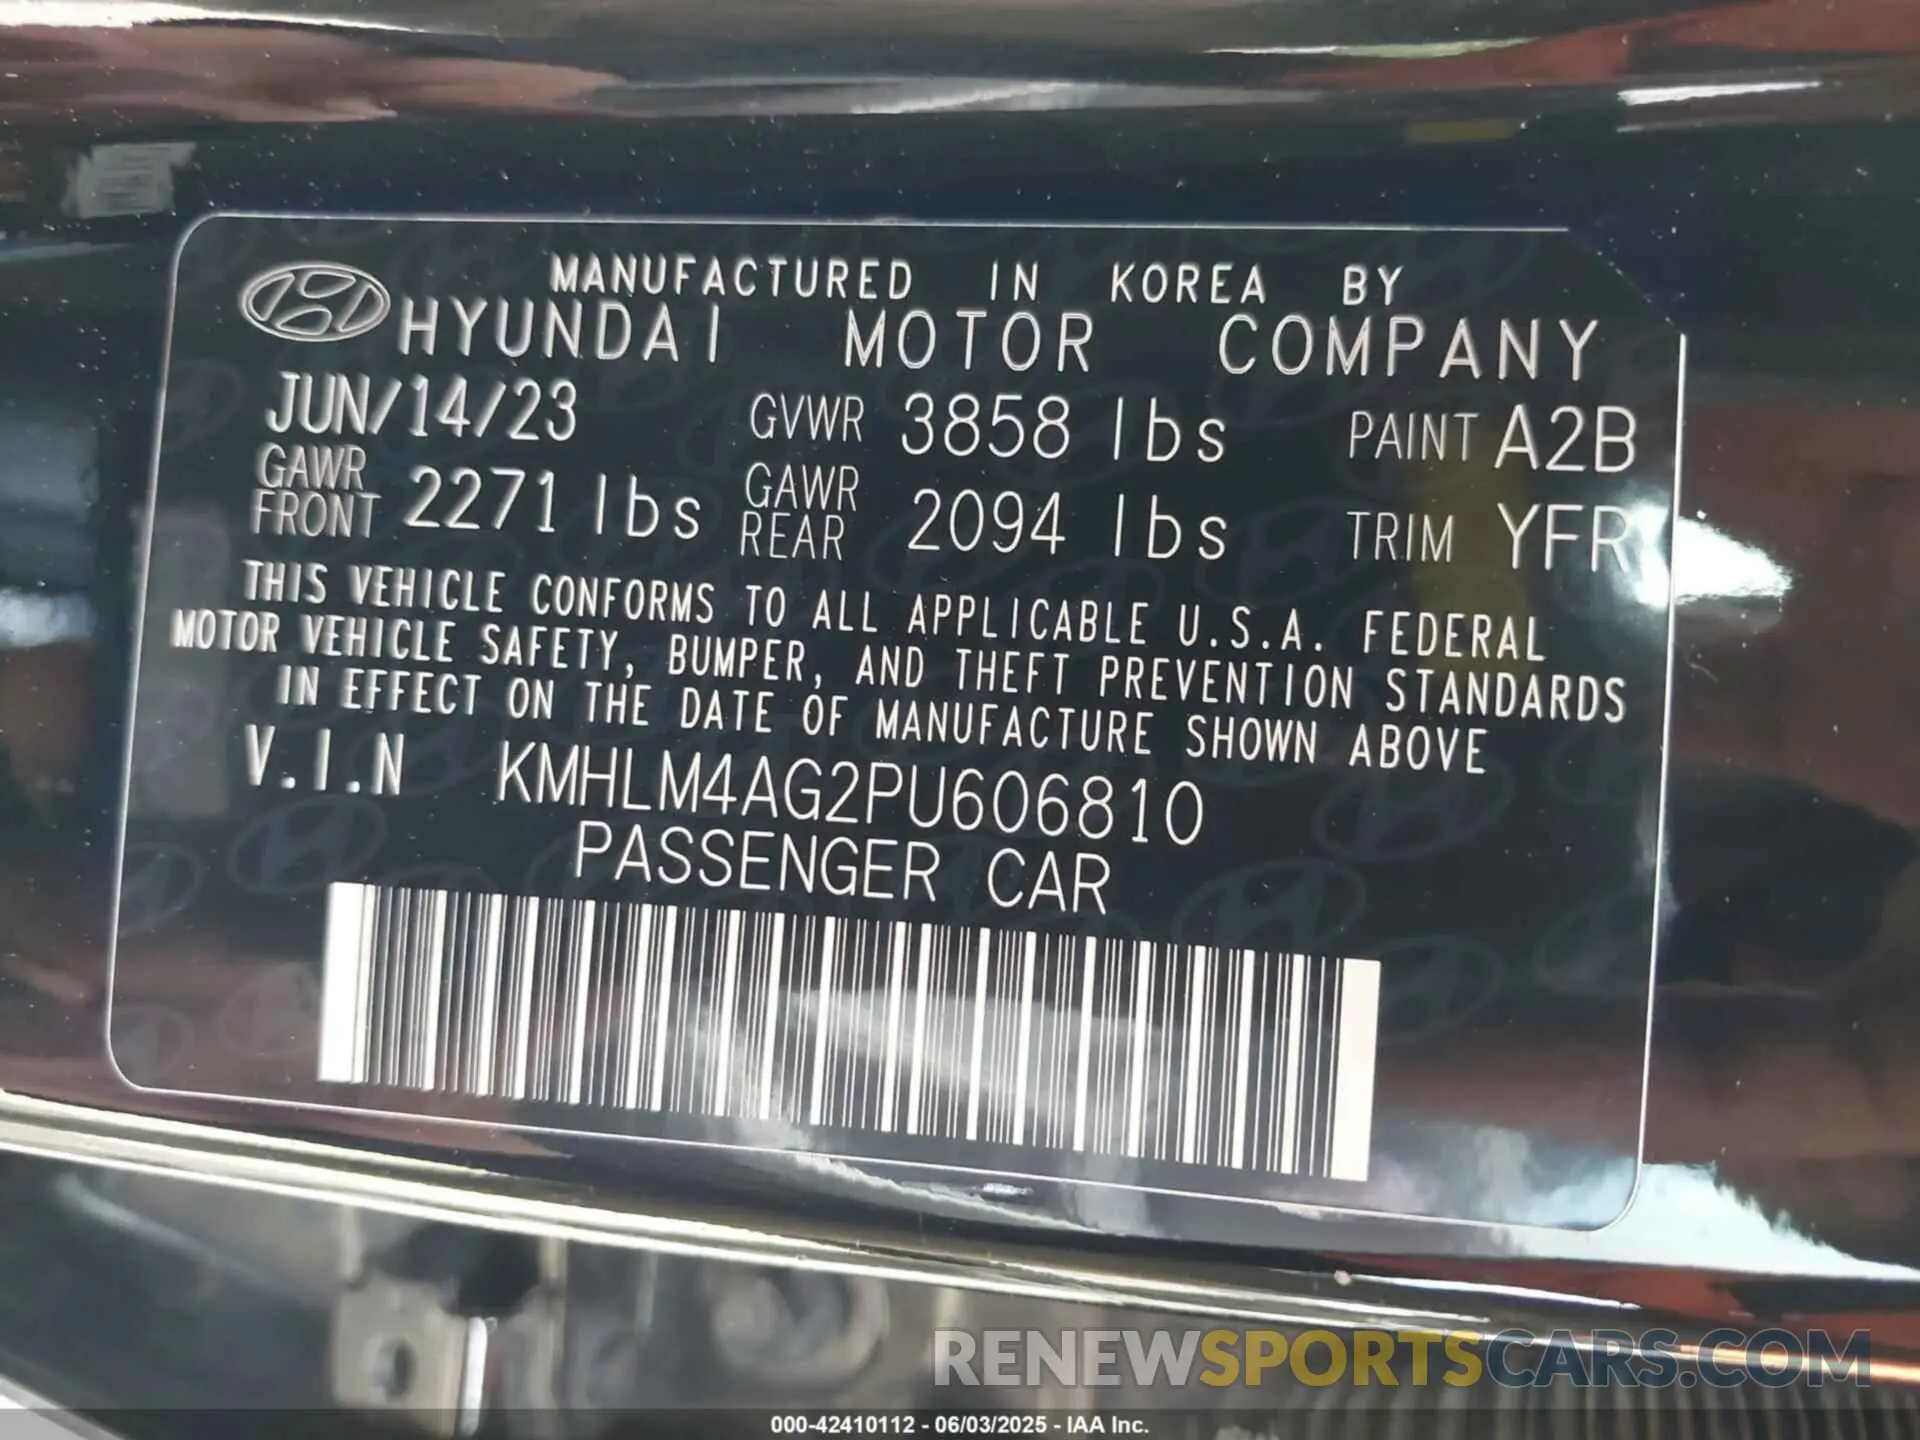 MANUFACTURED IN KOREA BY
HYUNDAI MOTOR COMPANY
JUN/14/23 GVWR 3858 lbs PAINT A2B
GAWR FRONT 2271 lbs GAWR REAR 2094 lbs TRIM YFR
THIS VEHICLE CONFORMS TO ALL APPLICABLE U.S.A. FEDERAL
MOTOR VEHICLE SAFETY, BUMPER, AND THEFT PREVENTION STANDARDS
IN EFFECT ON THE DATE OF MANUFACTURE SHOWN ABOVE
V.I.N KMHLM4AG2PU606810
PASSENGER CAR
RENEWSPORTSCARS.COM
000-42410112 - 06/03/2025 - IAA Inc.